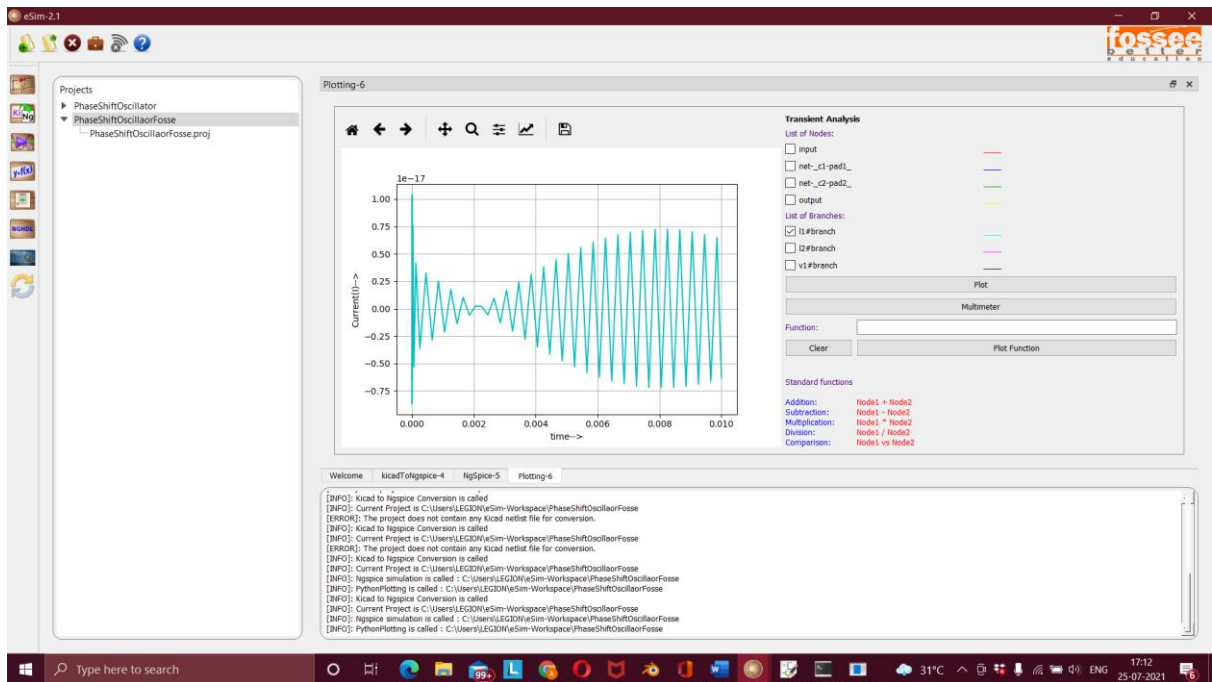 eSim-2.1
fossee
better
education
Projects
PhaseShiftOscillator
PhaseShiftOscillaorFosse
PhaseShiftOscillaorFosse.proj
KiNg
y=f(x)
NGHDL
Plotting-6
1e−17
1.00
0.75
0.50
0.25
0.00
−0.25
−0.50
−0.75
Current(I)-->
0.000 0.002 0.004 0.006 0.008 0.010
time-->
Transient Analysis
List of Nodes:
input
net-_c1-pad1_
net-_c2-pad2_
output
List of Branches:
l1#branch
l2#branch
v1#branch
Plot
Multimeter
Function:
Clear Plot Function
Standard functions
Addition: Node1 + Node2
Subtraction: Node1 - Node2
Multiplication: Node1 * Node2
Division: Node1 / Node2
Comparison: Node1 vs Node2
Welcome kicadToNgspice-4 NgSpice-5 Plotting-6
[INFO]: Kicad to Ngspice Conversion is called
[INFO]: Current Project is C:\Users\LEGION\eSim-Workspace\PhaseShiftOscillaorFosse
[ERROR]: The project does not contain any Kicad netlist file for conversion.
[INFO]: Kicad to Ngspice Conversion is called
[INFO]: Current Project is C:\Users\LEGION\eSim-Workspace\PhaseShiftOscillaorFosse
[ERROR]: The project does not contain any Kicad netlist file for conversion.
[INFO]: Kicad to Ngspice Conversion is called
[INFO]: Current Project is C:\Users\LEGION\eSim-Workspace\PhaseShiftOscillaorFosse
[INFO]: Ngspice simulation is called : C:\Users\LEGION\eSim-Workspace\PhaseShiftOscillaorFosse
[INFO]: PythonPlotting is called : C:\Users\LEGION\eSim-Workspace\PhaseShiftOscillaorFosse
[INFO]: Kicad to Ngspice Conversion is called
[INFO]: Current Project is C:\Users\LEGION\eSim-Workspace\PhaseShiftOscillaorFosse
[INFO]: Ngspice simulation is called : C:\Users\LEGION\eSim-Workspace\PhaseShiftOscillaorFosse
[INFO]: PythonPlotting is called : C:\Users\LEGION\eSim-Workspace\PhaseShiftOscillaorFosse
Type here to search
99+
L
31°C
ENG
17:12
25-07-2021
6